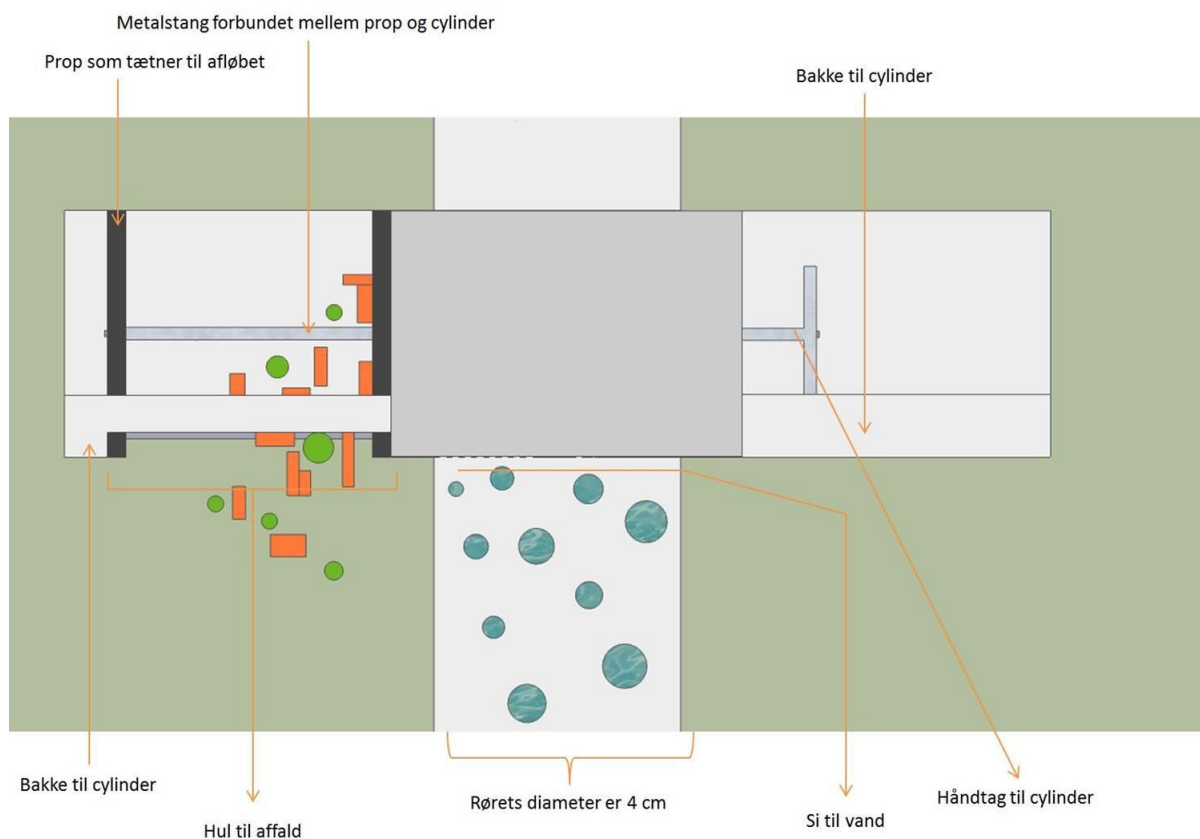 Metalstang forbundet mellem prop og cylinder
Prop som tætner til afløbet
Bakke til cylinder
Bakke til cylinder
Rørets diameter er 4 cm
Håndtag til cylinder
Si til vand
Hul til affald